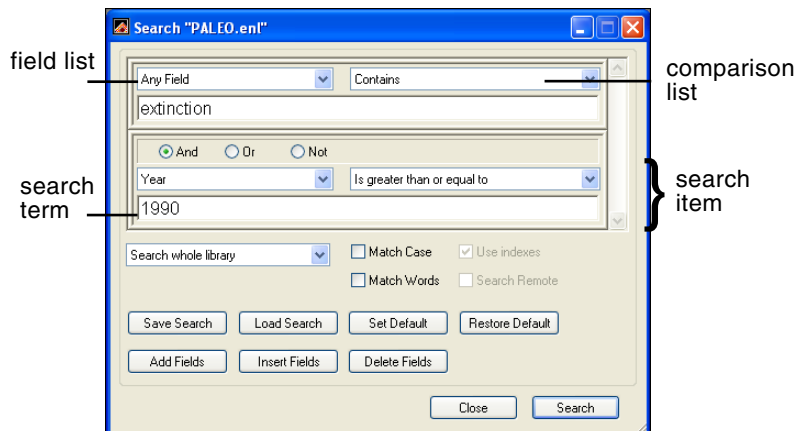 Search "PALEO.enl"
field list
Any Field
Contains
comparison
list
extinction
And Or Not
search
term
Year
Is greater than or equal to
search
item
1990
Search whole library
Match Case
Use indexes
Match Words
Search Remote
Save Search
Load Search
Set Default
Restore Default
Add Fields
Insert Fields
Delete Fields
Close
Search